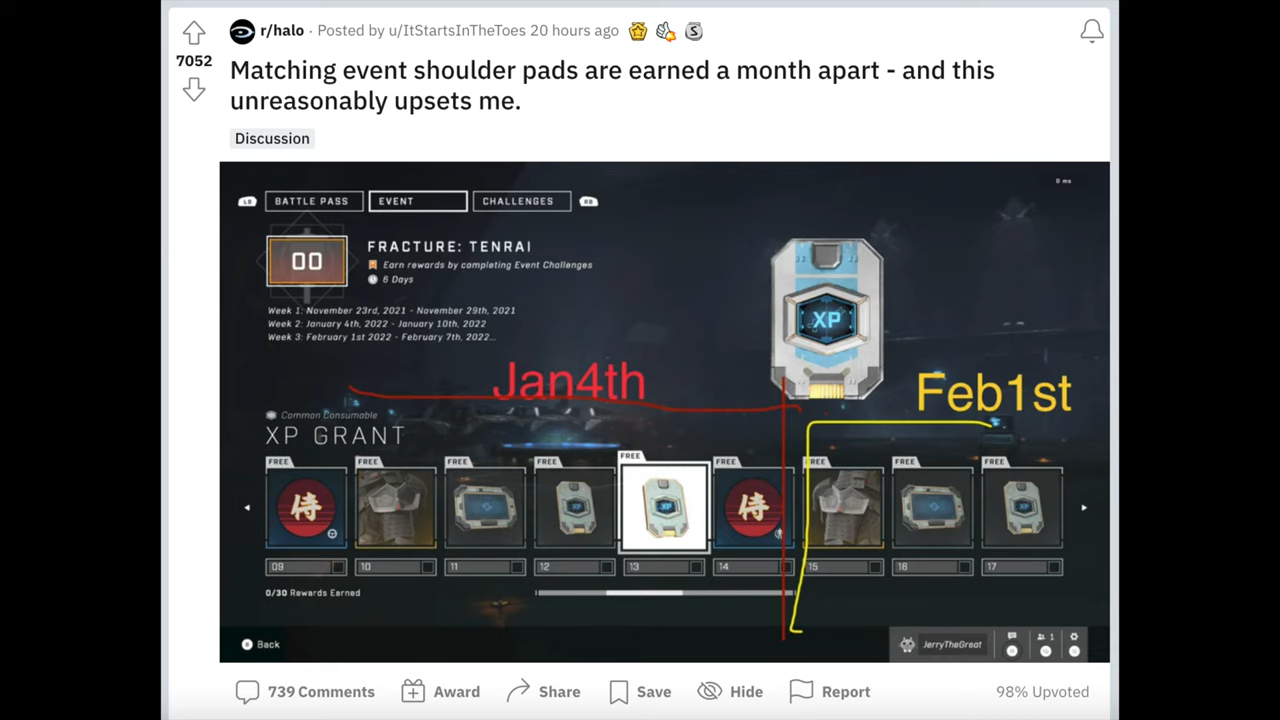 r/halo · Posted by u/ItStartsInTheToes 20 hours ago
7052
Matching event shoulder pads are earned a month apart - and this
unreasonably upsets me.
Discussion
0 ms
LB BATTLE PASS EVENT CHALLENGES RB
00
FRACTURE: TENRAI
Earn rewards by completing Event Challenges
6 Days
Week 1: November 23rd, 2021 - November 29th, 2021
Week 2: January 4th, 2022 - January 10th, 2022
Week 3: February 1st 2022 - February 7th, 2022...
XP
Jan4th
Feb1st
Common Consumable
XP GRANT
FREE FREE FREE FREE FREE FREE FREE FREE FREE
侍 XP XP 侍 XP
09 10 11 12 13 14 15 16 17
0/30 Rewards Earned
B Back
JerryTheGreat
1
739 Comments Award Share Save Hide Report 98% Upvoted